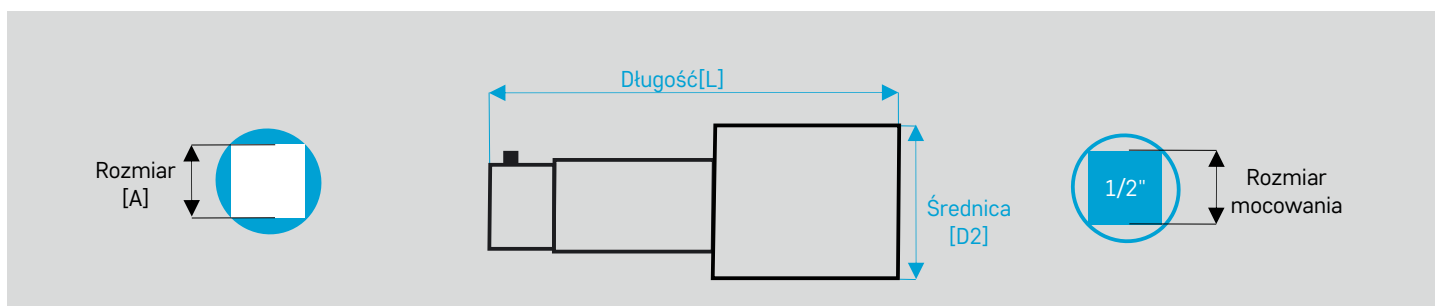 Długość[L]
Rozmiar
[A]
Średnica
[D2]
1/2"
Rozmiar
mocowania